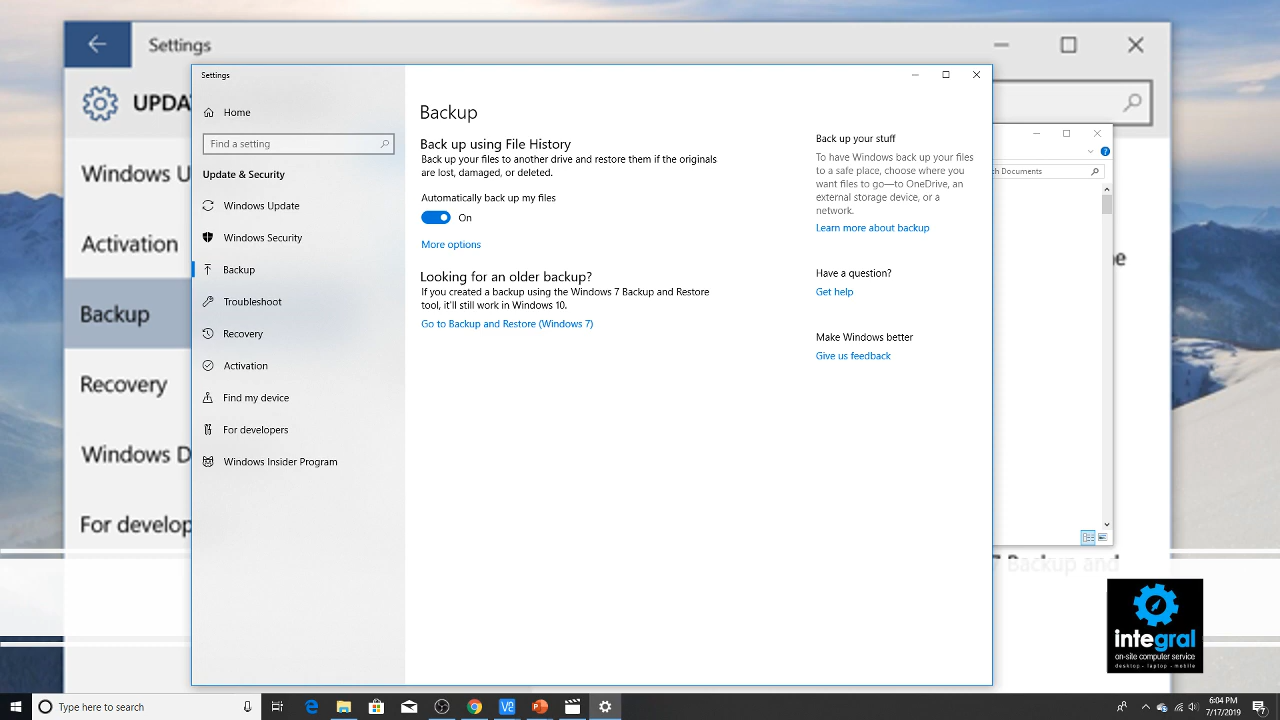 Settings
UPDA
Windows U
Activation
Backup
Recovery
Windows D
For develop
Settings
Home
Find a setting
Update & Security
Windows Update
Windows Security
Backup
Troubleshoot
Recovery
Activation
Find my device
For developers
Windows Insider Program
Backup
Back up using File History
Back up your files to another drive and restore them if the originals
are lost, damaged, or deleted.
Automatically back up my files
On
More options
Looking for an older backup?
If you created a backup using the Windows 7 Backup and Restore
tool, it'll still work in Windows 10.
Go to Backup and Restore (Windows 7)
Back up your stuff
To have Windows back up your files
to a safe place, choose where you
want files to go—to OneDrive, an
external storage device, or a
network.
Learn more about backup
Have a question?
Get help
Make Windows better
Give us feedback
ch Documents
e
7 Backup and
integral
on-site computer service
desktop - laptop - mobile
Type here to search
6:04 PM
7/17/2019